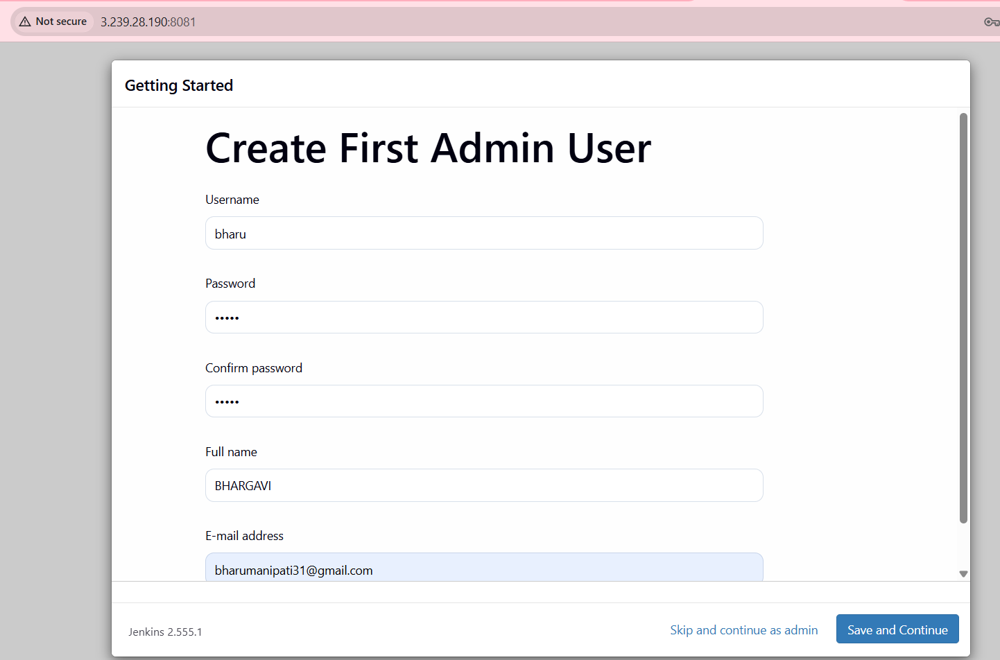 Not secure 3.239.28.190:8081
Getting Started
Create First Admin User
Username
bharu
Password
•••••
Confirm password
•••••
Full name
BHARGAVI
E-mail address
bharumanipati31@gmail.com
Jenkins 2.555.1
Skip and continue as admin
Save and Continue